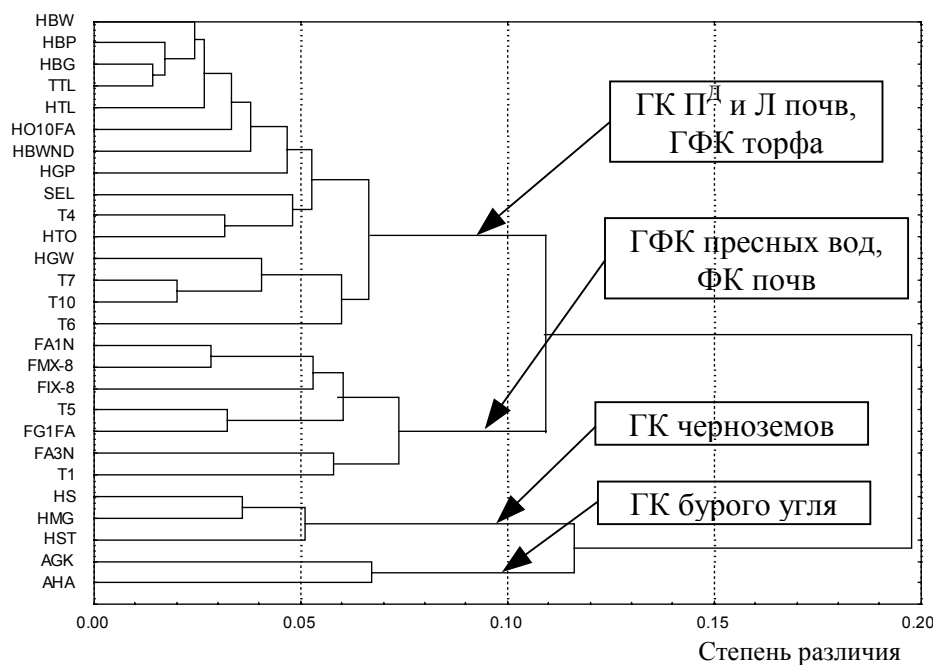 HBW
HBP
HBG
TTL
HTL
HO10FA
HBWND
HGP
SEL
T4
HTO
HGW
T7
T10
T6
FA1N
FMX-8
FIX-8
T5
FG1FA
FA3N
T1
HS
HMG
HST
AGK
AHA
ГК Пᴰ и Л почв,
ГФК торфа
ГФК пресных вод,
ФК почв
ГК черноземов
ГК бурого угля
0.00 0.05 0.10 0.15 0.20
Степень различия